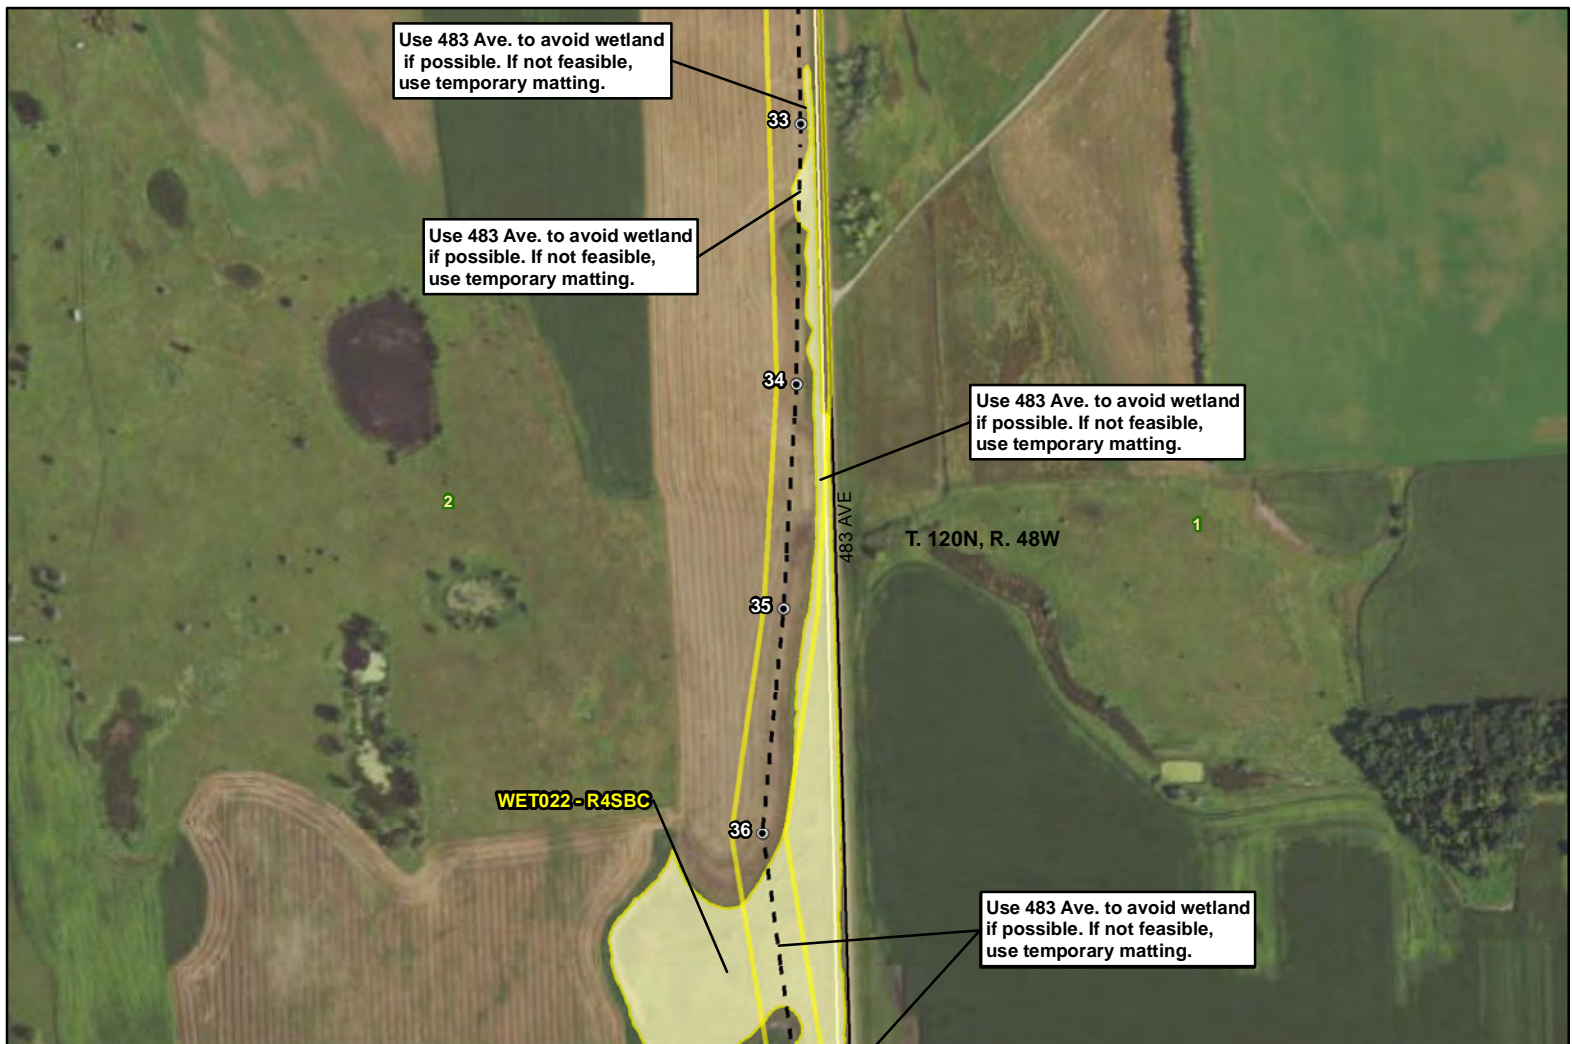 Use 483 Ave. to avoid wetland
if possible. If not feasible,
use temporary matting.
33
Use 483 Ave. to avoid wetland
if possible. If not feasible,
use temporary matting.
34
Use 483 Ave. to avoid wetland
if possible. If not feasible,
use temporary matting.
2
1
483 AVE
T. 120N, R. 48W
35
WET022 - R4SBC
36
Use 483 Ave. to avoid wetland
if possible. If not feasible,
use temporary matting.